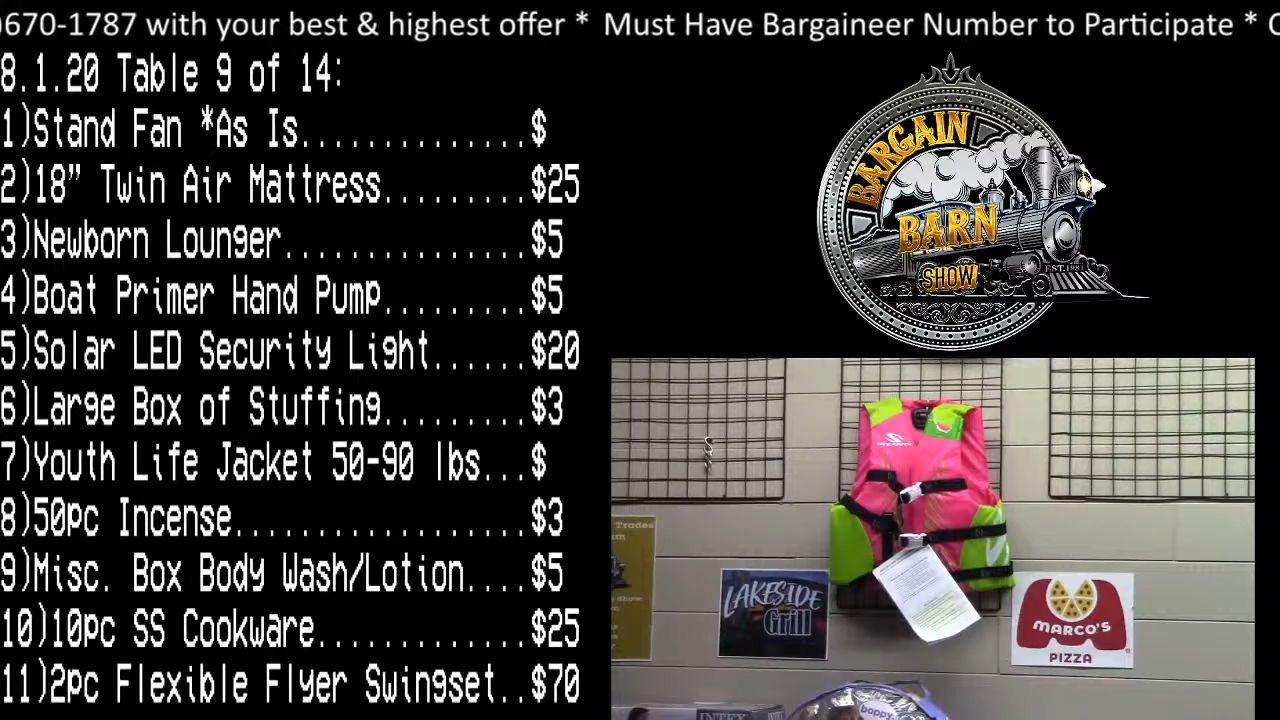 )670-1787 with your best & highest offer * Must Have Bargaineer Number to Participate *
8.1.20 Table 9 of 14:
1)Stand Fan *As Is..............$
2)18” Twin Air Mattress.........$25
3)Newborn Lounger...............$5
4)Boat Primer Hand Pump.........$5
5)Solar LED Security Light......$20
6)Large Box of Stuffing.........$3
7)Youth Life Jacket 50-90 lbs...$
8)50pc Incense..................$3
9)Misc. Box Body Wash/Lotion....$5
10)10pc SS Cookware.............$25
11)2pc Flexible Flyer Swingset..$70
BARGAIN
BARN
SHOW
EST.
Trades
LAKESIDE
Grill
MARCO'S
PIZZA
INTEX
boppy